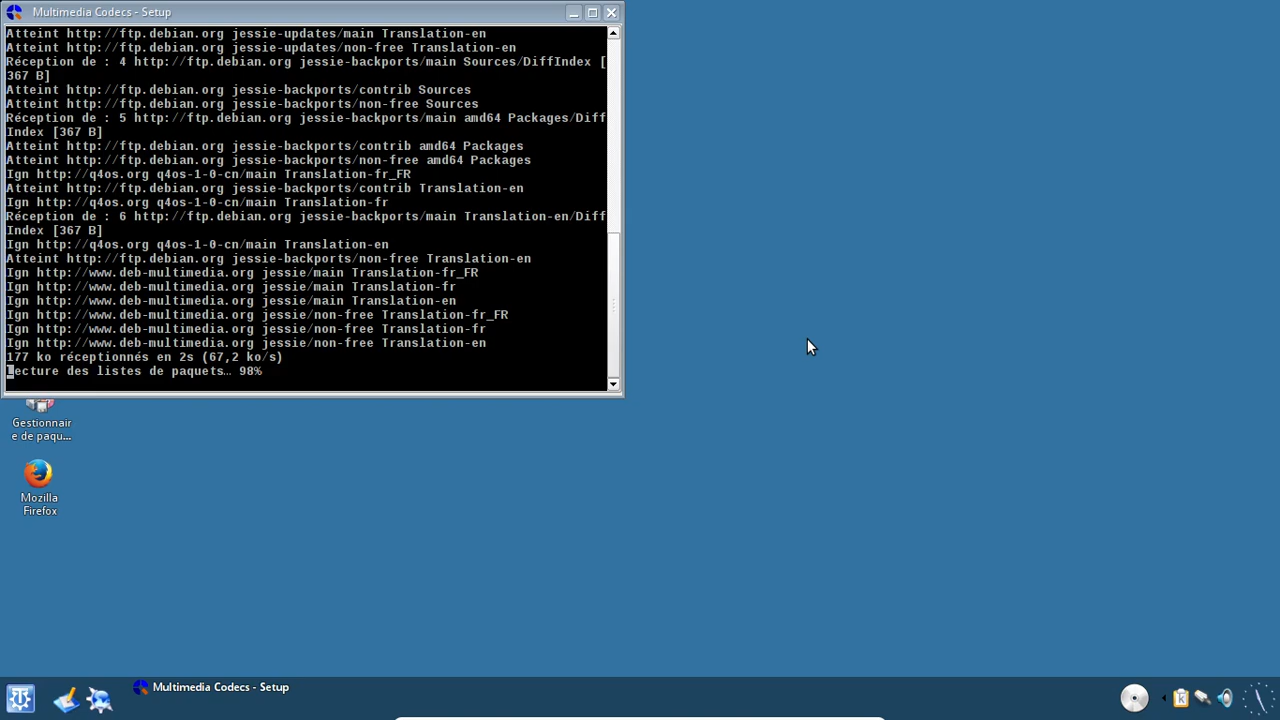 Multimedia Codecs - Setup
Atteint http://ftp.debian.org jessie-updates/main Translation-en
Atteint http://ftp.debian.org jessie-updates/non-free Translation-en
Réception de : 4 http://ftp.debian.org jessie-backports/main Sources/DiffIndex [
367 B]
Atteint http://ftp.debian.org jessie-backports/contrib Sources
Atteint http://ftp.debian.org jessie-backports/non-free Sources
Réception de : 5 http://ftp.debian.org jessie-backports/main amd64 Packages/Diff
Index [367 B]
Atteint http://ftp.debian.org jessie-backports/contrib amd64 Packages
Atteint http://ftp.debian.org jessie-backports/non-free amd64 Packages
Ign http://q4os.org q4os-1-0-cn/main Translation-fr_FR
Atteint http://ftp.debian.org jessie-backports/contrib Translation-en
Ign http://q4os.org q4os-1-0-cn/main Translation-fr
Réception de : 6 http://ftp.debian.org jessie-backports/main Translation-en/Diff
Index [367 B]
Ign http://q4os.org q4os-1-0-cn/main Translation-en
Atteint http://ftp.debian.org jessie-backports/non-free Translation-en
Ign http://www.deb-multimedia.org jessie/main Translation-fr_FR
Ign http://www.deb-multimedia.org jessie/main Translation-fr
Ign http://www.deb-multimedia.org jessie/main Translation-en
Ign http://www.deb-multimedia.org jessie/non-free Translation-fr_FR
Ign http://www.deb-multimedia.org jessie/non-free Translation-fr
Ign http://www.deb-multimedia.org jessie/non-free Translation-en
177 ko réceptionnés en 2s (67,2 ko/s)
Lecture des listes de paquets… 98%
Gestionnair
e de paqu...
Mozilla
Firefox
Multimedia Codecs - Setup